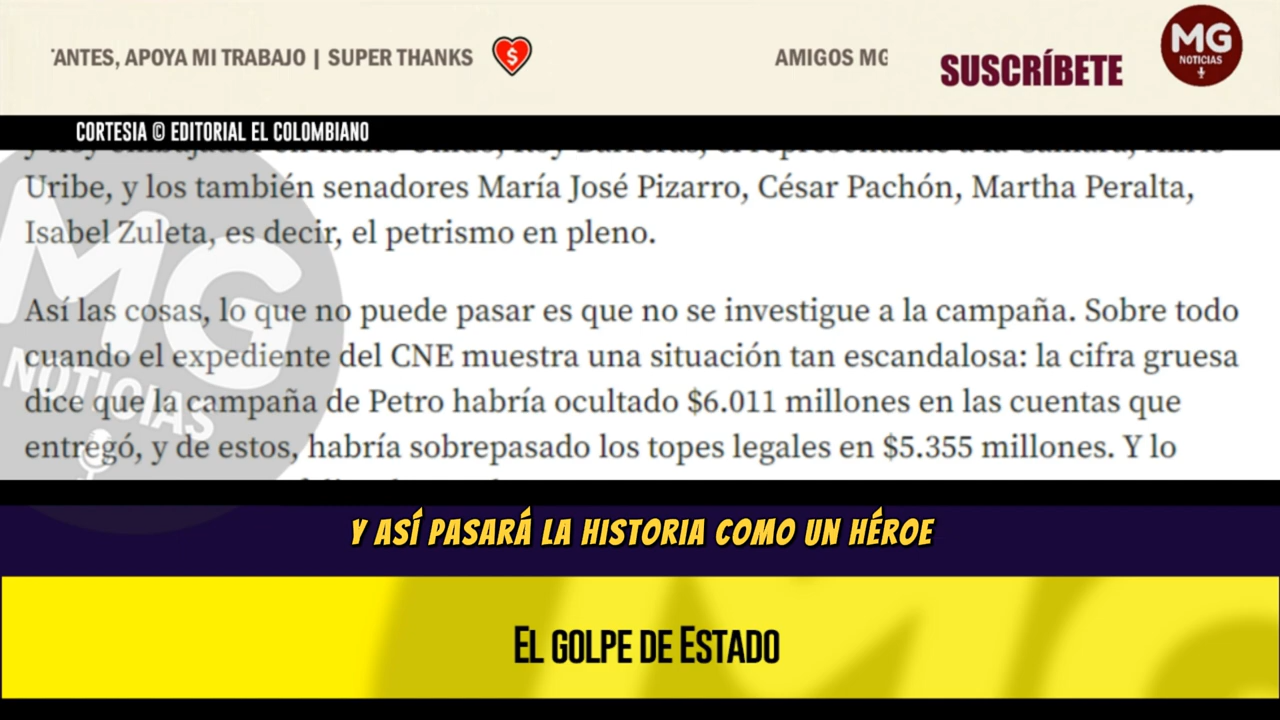 'ANTES, APOYA MI TRABAJO | SUPER THANKS
AMIGOS MG
SUSCRÍBETE
MG
NOTICIAS
CORTESIA © EDITORIAL EL COLOMBIANO
Uribe, y los también senadores María José Pizarro, César Pachón, Martha Peralta,
Isabel Zuleta, es decir, el petrismo en pleno.
Así las cosas, lo que no puede pasar es que no se investigue a la campaña. Sobre todo
cuando el expediente del CNE muestra una situación tan escandalosa: la cifra gruesa
dice que la campaña de Petro habría ocultado $6.011 millones en las cuentas que
entregó, y de estos, habría sobrepasado los topes legales en $5.355 millones. Y lo
MG
NOTICIAS
Y ASÍ PASARÁ LA HISTORIA COMO UN HÉROE
EL GOLPE DE ESTADO